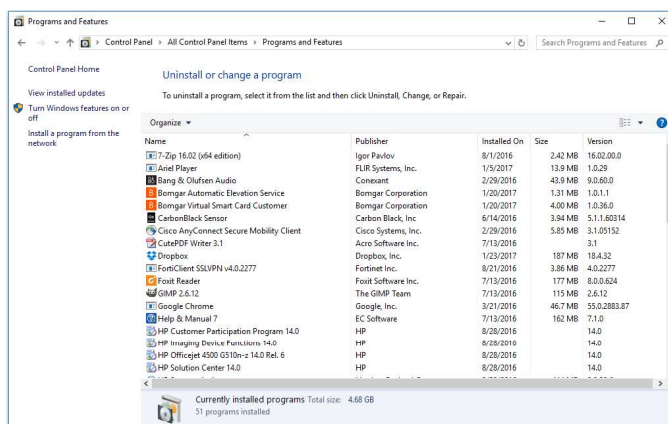 Programs and Features
Control Panel > All Control Panel Items > Programs and Features
Search Programs and Features
Control Panel Home
View installed updates
Turn Windows features on or off
Install a program from the network
Uninstall or change a program
To uninstall a program, select it from the list and then click Uninstall, Change, or Repair.
Organize
Name Publisher Installed On Size Version
7-Zip 16.02 (x64 edition) Igor Pavlov 8/1/2016 2.42 MB 16.02.00.0
Ariel Player FLIR Systems, Inc. 1/5/2017 13.9 MB 1.0.29
Bang & Olufsen Audio Conexant 2/29/2016 43.9 MB 9.0.60.0
Bomgar Automatic Elevation Service Bomgar Corporation 1/20/2017 1.31 MB 1.0.1.1
Bomgar Virtual Smart Card Customer Bomgar Corporation 1/20/2017 4.00 MB 1.0.36.0
CarbonBlack Sensor Carbon Black, Inc 6/14/2016 3.94 MB 5.1.1.60314
Cisco AnyConnect Secure Mobility Client Cisco Systems, Inc. 2/29/2016 5.85 MB 3.1.05152
CutePDF Writer 3.1 Acro Software Inc. 7/13/2016 3.1
Dropbox Dropbox, Inc. 1/23/2017 187 MB 18.4.32
FortiClient SSLVPN v4.0.2277 Fortinet Inc. 8/21/2016 3.86 MB 4.0.2277
Foxit Reader Foxit Software Inc. 7/13/2016 177 MB 8.0.0.624
GIMP 2.6.12 The GIMP Team 7/13/2016 115 MB 2.6.12
Google Chrome Google, Inc. 3/21/2016 46.7 MB 55.0.2883.87
Help & Manual 7 EC Software 7/13/2016 162 MB 7.1.0
HP Customer Participation Program 14.0 HP 8/28/2016 14.0
HP Imaging Device Functions 14.0 HP 8/28/2016 14.0
HP Officejet 4500 G510n-z 14.0 Rel. 6 HP 8/28/2016 14.0
HP Solution Center 14.0 HP 8/28/2016 14.0
Currently installed programs Total size: 4.68 GB
51 programs installed